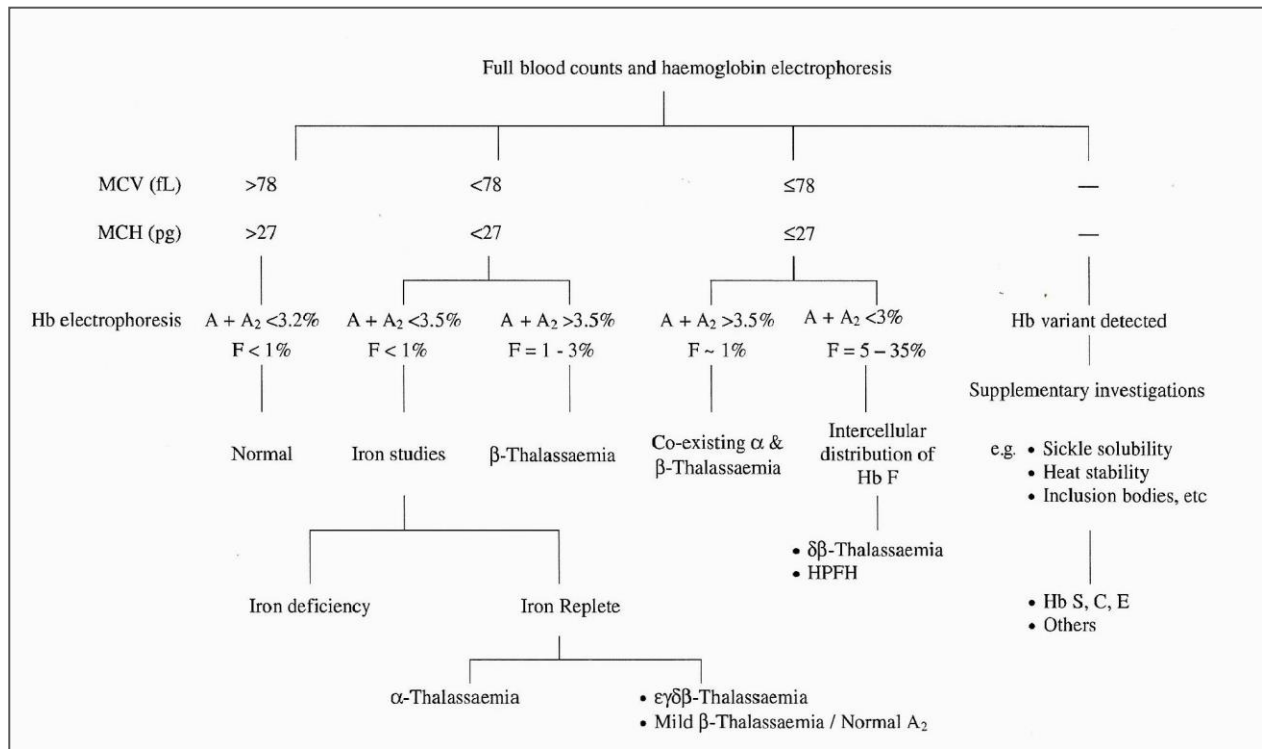 Full blood counts and haemoglobin electrophoresis
MCV (fL) >78 <78 ≤78 —
MCH (pg) >27 <27 ≤27 —
Hb electrophoresis A + A₂ <3.2% A + A₂ <3.5% A + A₂ >3.5% A + A₂ >3.5% A + A₂ <3% Hb variant detected
F < 1% F < 1% F = 1 - 3% F ~ 1% F = 5 – 35%
Supplementary investigations
Normal Iron studies β-Thalassaemia
Co-existing α &
β-Thalassaemia
Intercellular
distribution of
Hb F
e.g. • Sickle solubility
• Heat stability
• Inclusion bodies, etc
• δβ-Thalassaemia
• HPFH
Iron deficiency Iron Replete
• Hb S, C, E
• Others
α-Thalassaemia
• εγδβ-Thalassaemia
• Mild β-Thalassaemia / Normal A₂